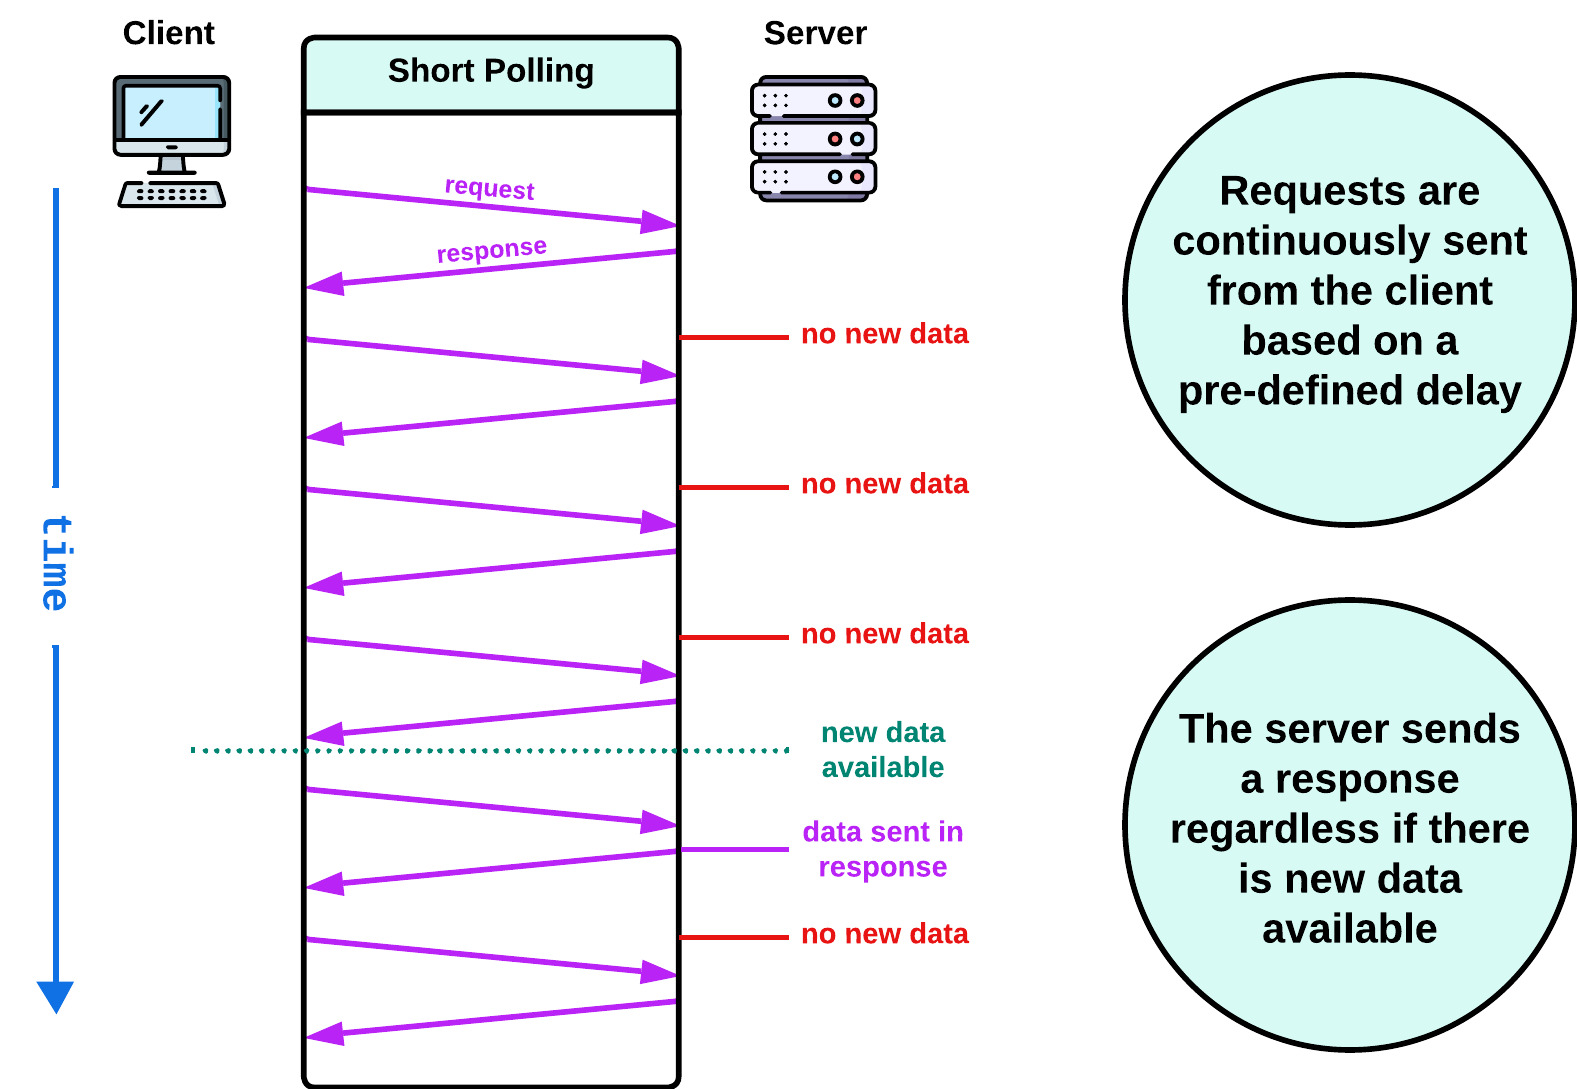 Client
Short Polling
Server
request
response
no new data
no new data
no new data
new data
available
data sent in
response
no new data
time
Requests are
continuously sent
from the client
based on a
pre-defined delay
The server sends
a response
regardless if there
is new data
available